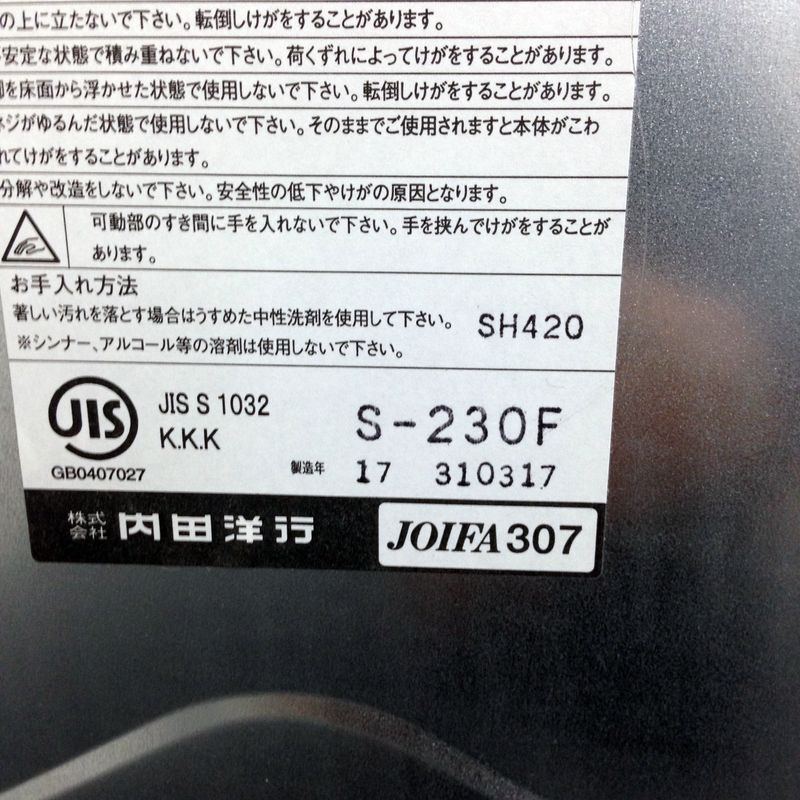 の上に立たないで下さい。転倒しけがをすることがあります。
安定な状態で積み重ねないで下さい。荷くずれによってけがをすることがあります。
を床面から浮かせた状態で使用しないで下さい。転倒しけがをすることがあります。
ネジがゆるんだ状態で使用しないで下さい。そのままでご使用されますと本体がこわ
れてけがをすることがあります。
分解や改造をしないで下さい。安全性の低下やけがの原因となります。
可動部のすき間に手を入れないで下さい。手を挟んでけがをすることが
あります。
お手入れ方法
著しい汚れを落とす場合はうすめた中性洗剤を使用して下さい。 SH420
※シンナー、アルコール等の溶剤は使用しないで下さい。
JIS JIS S 1032 S-230F
K.K.K
GB0407027 製造年 17 310317
株式会社 内田洋行 JOIFA307